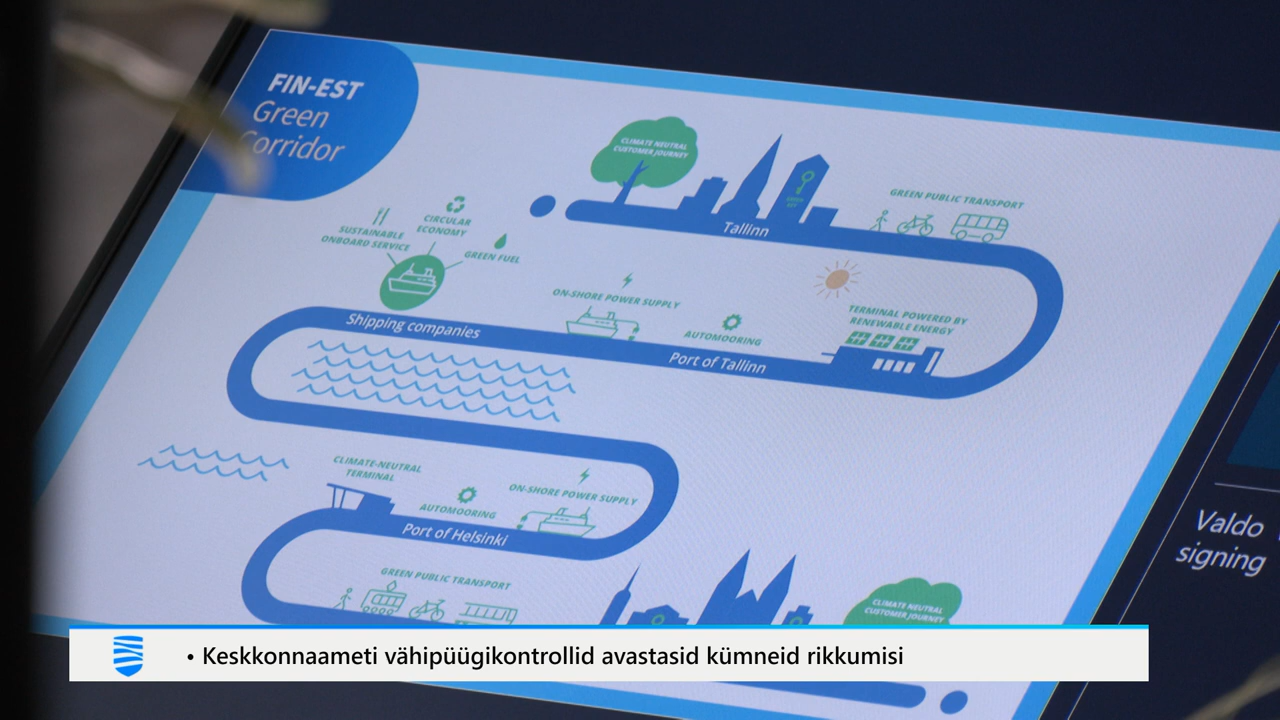 FIN-EST
Green
Corridor
CLIMATE NEUTRAL
CUSTOMER JOURNEY
GREEN PUBLIC TRANSPORT
Tallinn
CIRCULAR
ECONOMY
SUSTAINABLE
ONBOARD SERVICE
GREEN FUEL
ON-SHORE POWER SUPPLY
AUTOMOORING
TERMINAL POWERED BY
RENEWABLE ENERGY
Shipping companies
Port of Tallinn
CLIMATE-NEUTRAL
TERMINAL
AUTOMOORING
ON-SHORE POWER SUPPLY
Port of Helsinki
GREEN PUBLIC TRANSPORT
CLIMATE NEUTRAL
CUSTOMER JOURNEY
Valdo
signing
• Keskkonnaameti vähipüügikontrollid avastasid kümneid rikkumisi